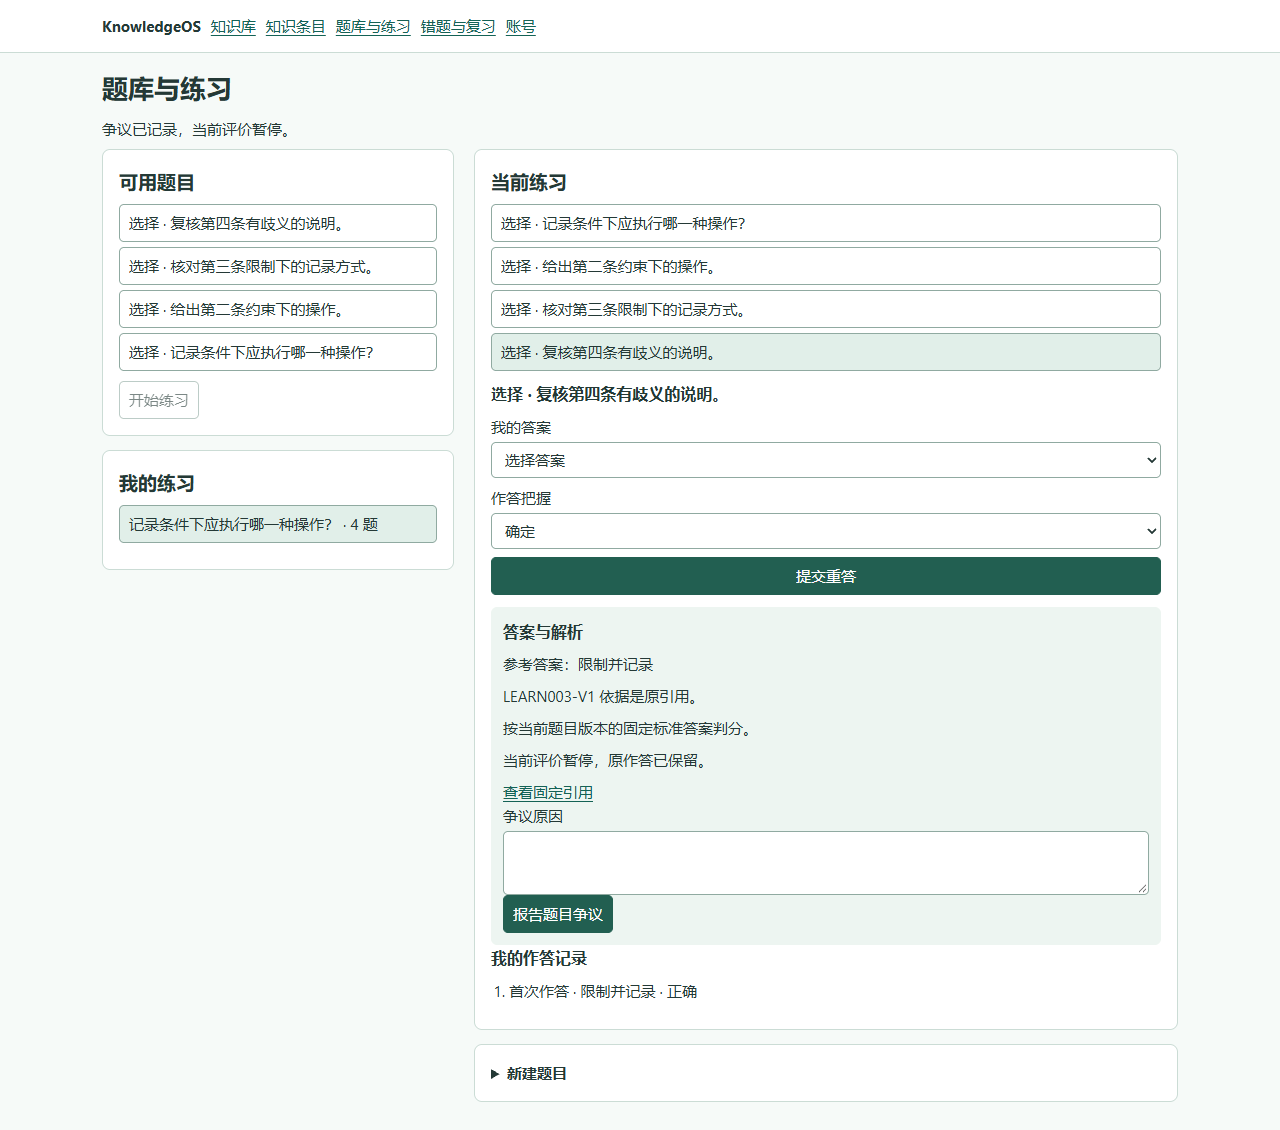 KnowledgeOS 知识库 知识条目 题库与练习 错题与复习 账号
题库与练习
争议已记录，当前评价暂停。
可用题目
选择 · 复核第四条有歧义的说明。
选择 · 核对第三条限制下的记录方式。
选择 · 给出第二条约束下的操作。
选择 · 记录条件下应执行哪一种操作？
开始练习
我的练习
记录条件下应执行哪一种操作？ · 4 题
当前练习
选择 · 记录条件下应执行哪一种操作？
选择 · 给出第二条约束下的操作。
选择 · 核对第三条限制下的记录方式。
选择 · 复核第四条有歧义的说明。
选择 · 复核第四条有歧义的说明。
我的答案
选择答案
作答把握
确定
提交重答
答案与解析
参考答案：限制并记录
LEARN003-V1 依据是原引用。
按当前题目版本的固定标准答案判分。
当前评价暂停，原作答已保留。
查看固定引用
争议原因
报告题目争议
我的作答记录
1. 首次作答 · 限制并记录 · 正确
新建题目